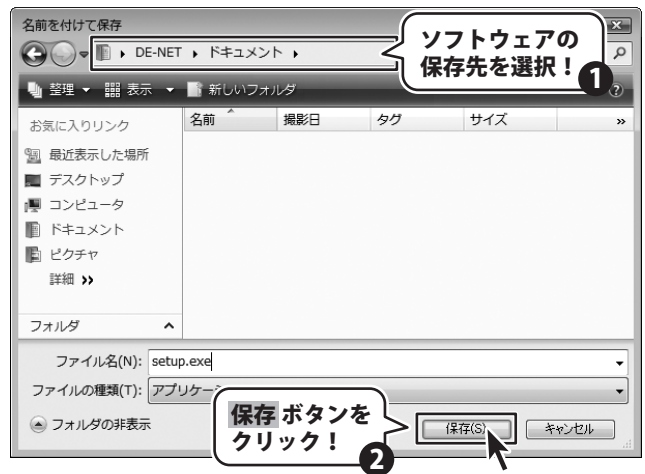 名前を付けて保存
DE-NET ▸ ドキュメント ▸
ソフトウェアの
保存先を選択！
1
整理 表示 新しいフォルダ
?
お気に入りリンク
最近表示した場所
デスクトップ
コンピュータ
ドキュメント
ピクチャ
詳細 »
フォルダ
名前 撮影日 タグ サイズ »
ファイル名(N): setup.exe
ファイルの種類(T): アプリケーシ
保存 ボタンを
クリック！
2
フォルダの非表示
保存(S) キャンセル